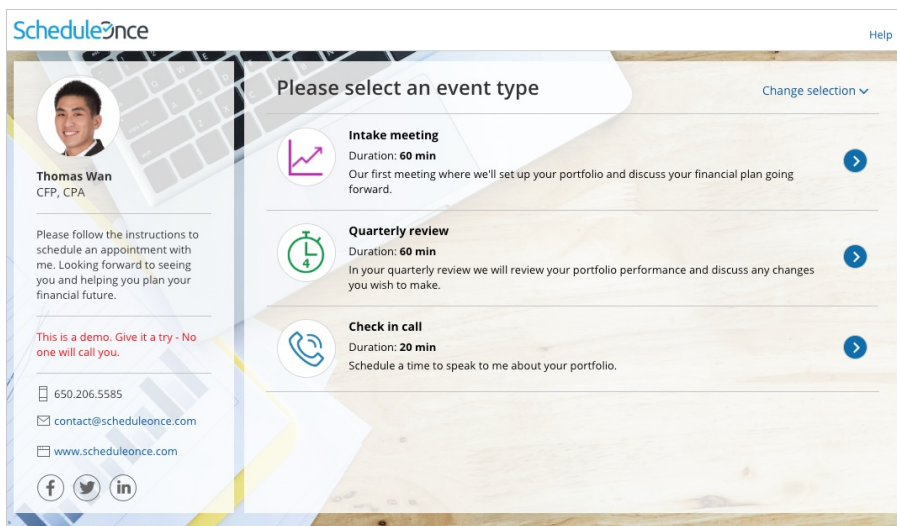 ScheduleOnce
Help
Thomas Wan
CFP, CPA
Please follow the instructions to
schedule an appointment with
me. Looking forward to seeing
you and helping you plan your
financial future.
This is a demo. Give it a try - No
one will call you.
650.206.5585
contact@scheduleonce.com
www.scheduleonce.com
f in
Please select an event type
Change selection
Intake meeting
Duration: 60 min
Our first meeting where we'll set up your portfolio and discuss your financial plan going
forward.
4
Quarterly review
Duration: 60 min
In your quarterly review we will review your portfolio performance and discuss any changes
you wish to make.
Check in call
Duration: 20 min
Schedule a time to speak to me about your portfolio.